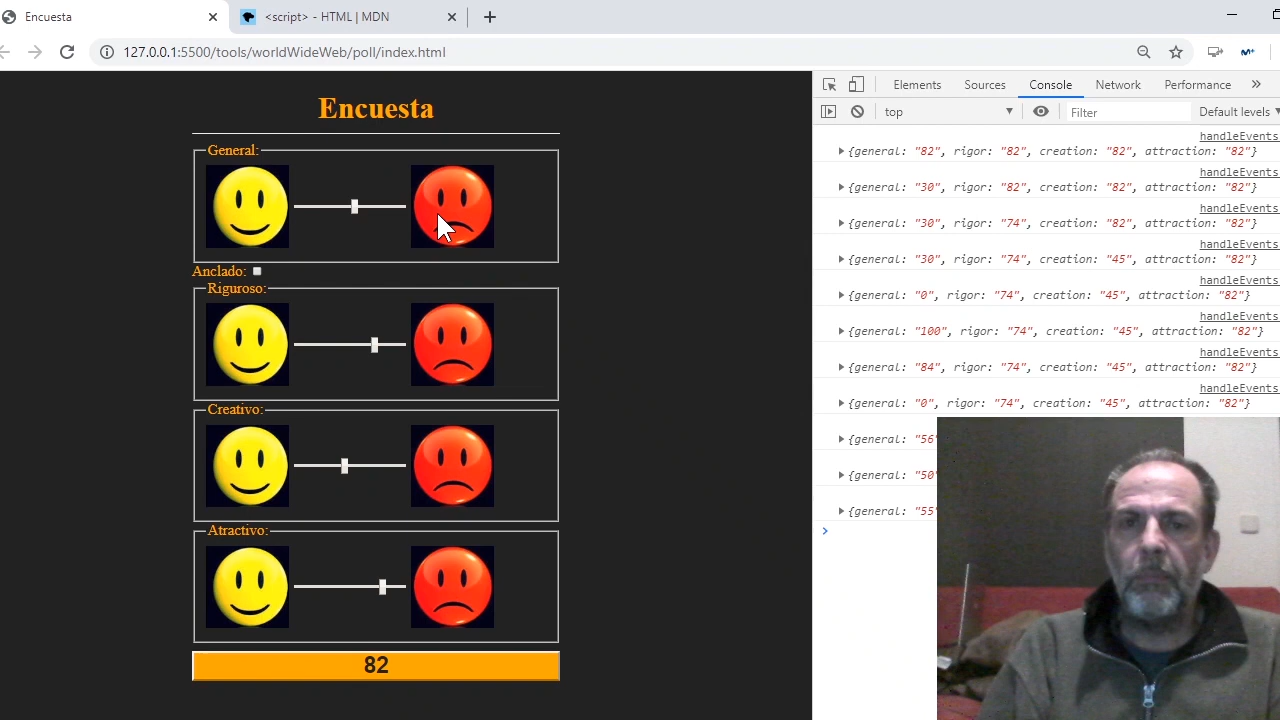 Encuesta
<script> - HTML | MDN
127.0.0.1:5500/tools/worldWideWeb/poll/index.html
Elements Sources Console Network Performance
top Filter Default levels
Encuesta
General:
Anclado:
Riguroso:
Creativo:
Atractivo:
82
handleEvents
{general: "82", rigor: "82", creation: "82", attraction: "82"}
handleEvents
{general: "30", rigor: "82", creation: "82", attraction: "82"}
handleEvents
{general: "30", rigor: "74", creation: "82", attraction: "82"}
handleEvents
{general: "30", rigor: "74", creation: "45", attraction: "82"}
handleEvents
{general: "0", rigor: "74", creation: "45", attraction: "82"}
handleEvents
{general: "100", rigor: "74", creation: "45", attraction: "82"}
handleEvents
{general: "84", rigor: "74", creation: "45", attraction: "82"}
handleEvents
{general: "0", rigor: "74", creation: "45", attraction: "82"}
{general: "56"
{general: "50"
{general: "55"